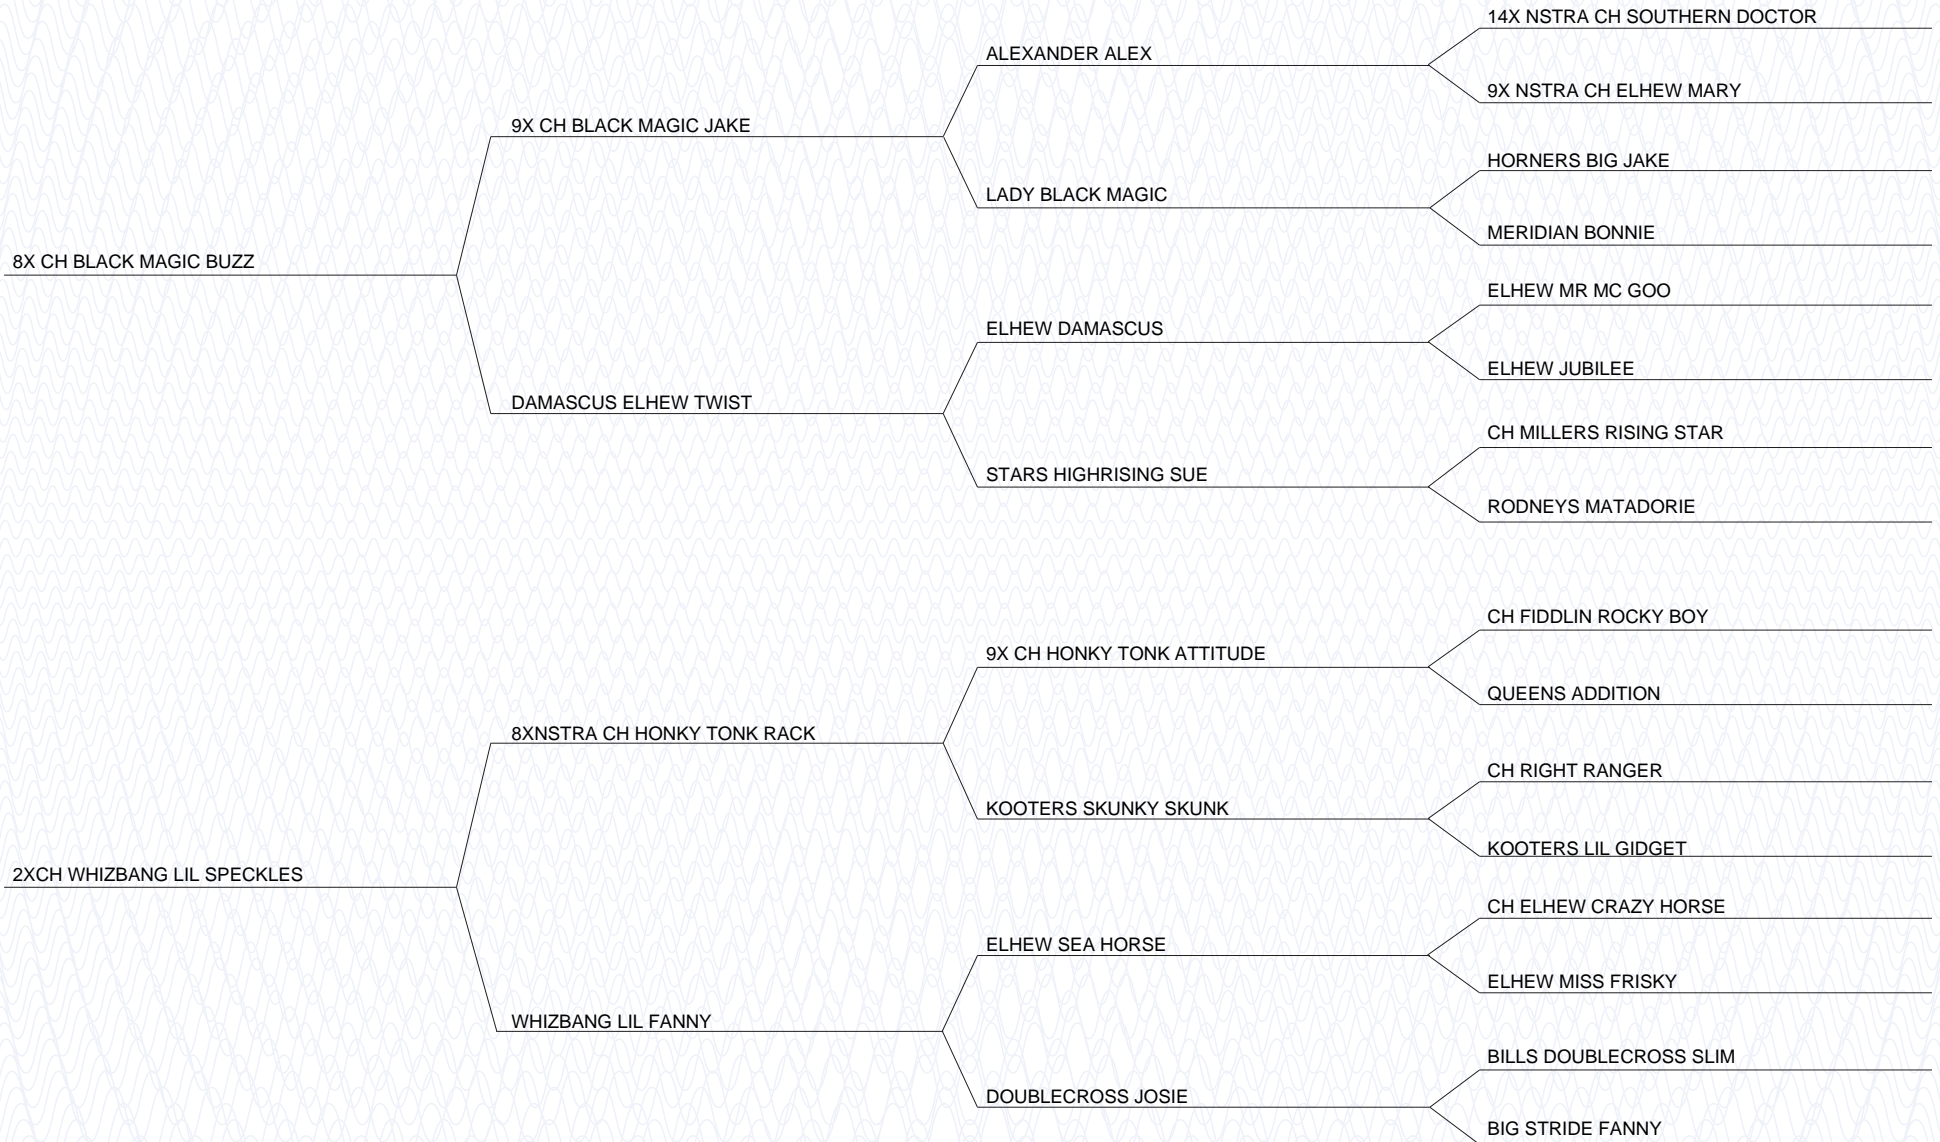 14X NSTRA CH SOUTHERN DOCTOR
ALEXANDER ALEX
9X NSTRA CH ELHEW MARY
9X CH BLACK MAGIC JAKE
HORNERS BIG JAKE
LADY BLACK MAGIC
MERIDIAN BONNIE
8X CH BLACK MAGIC BUZZ
ELHEW MR MC GOO
ELHEW DAMASCUS
ELHEW JUBILEE
DAMASCUS ELHEW TWIST
CH MILLERS RISING STAR
STARS HIGHRISING SUE
RODNEYS MATADORIE
CH FIDDLIN ROCKY BOY
9X CH HONKY TONK ATTITUDE
QUEENS ADDITION
8XNSTRA CH HONKY TONK RACK
CH RIGHT RANGER
KOOTERS SKUNKY SKUNK
KOOTERS LIL GIDGET
2XCH WHIZBANG LIL SPECKLES
CH ELHEW CRAZY HORSE
ELHEW SEA HORSE
ELHEW MISS FRISKY
WHIZBANG LIL FANNY
BILLS DOUBLECROSS SLIM
DOUBLECROSS JOSIE
BIG STRIDE FANNY